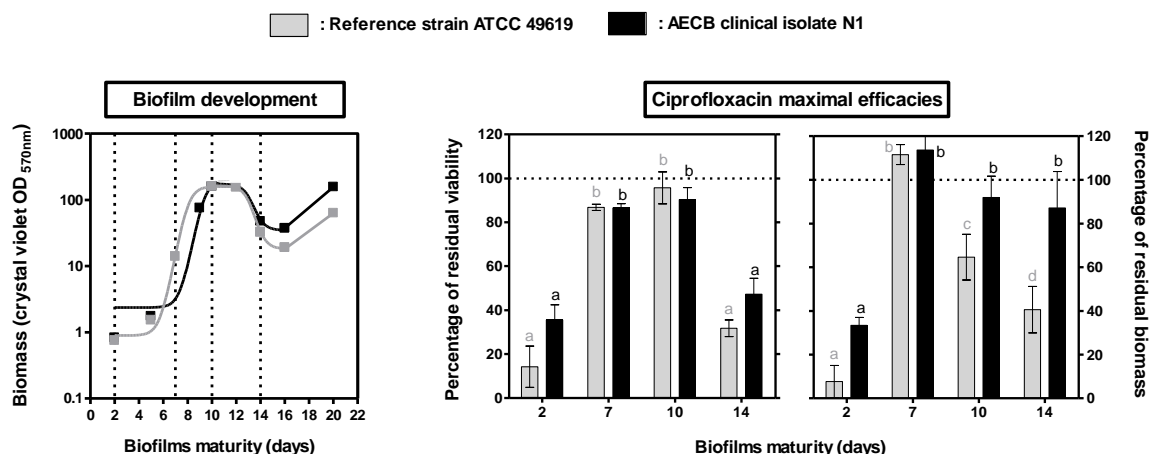 : Reference strain ATCC 49619 : AECB clinical isolate N1
Biofilm development
Ciprofloxacin maximal efficacies
Biomass (crystal violet OD 570nm)
1000
100
10
1
0.1
0 2 4 6 8 10 12 14 16 18 20 22
Biofilms maturity (days)
Percentage of residual viability
120
100
80
60
40
20
0
a a b b b b a a
2 7 10 14
a a b b c b d b
2 7 10 14
Biofilms maturity (days)
120
100
80
60
40
20
0
Percentage of residual biomass